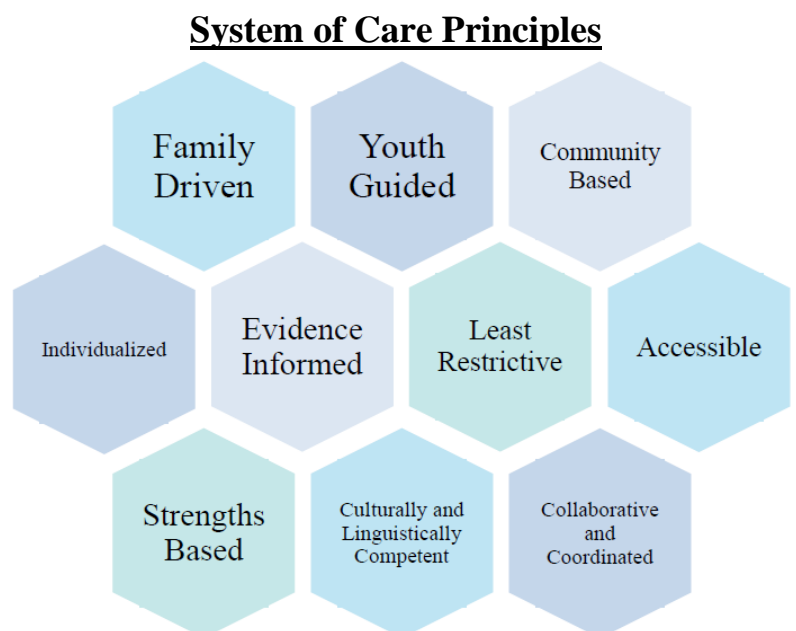 System of Care Principles
Family
Driven
Youth
Guided
Community
Based
Individualized
Evidence
Informed
Least
Restrictive
Accessible
Strengths
Based
Culturally and
Linguistically
Competent
Collaborative
and
Coordinated